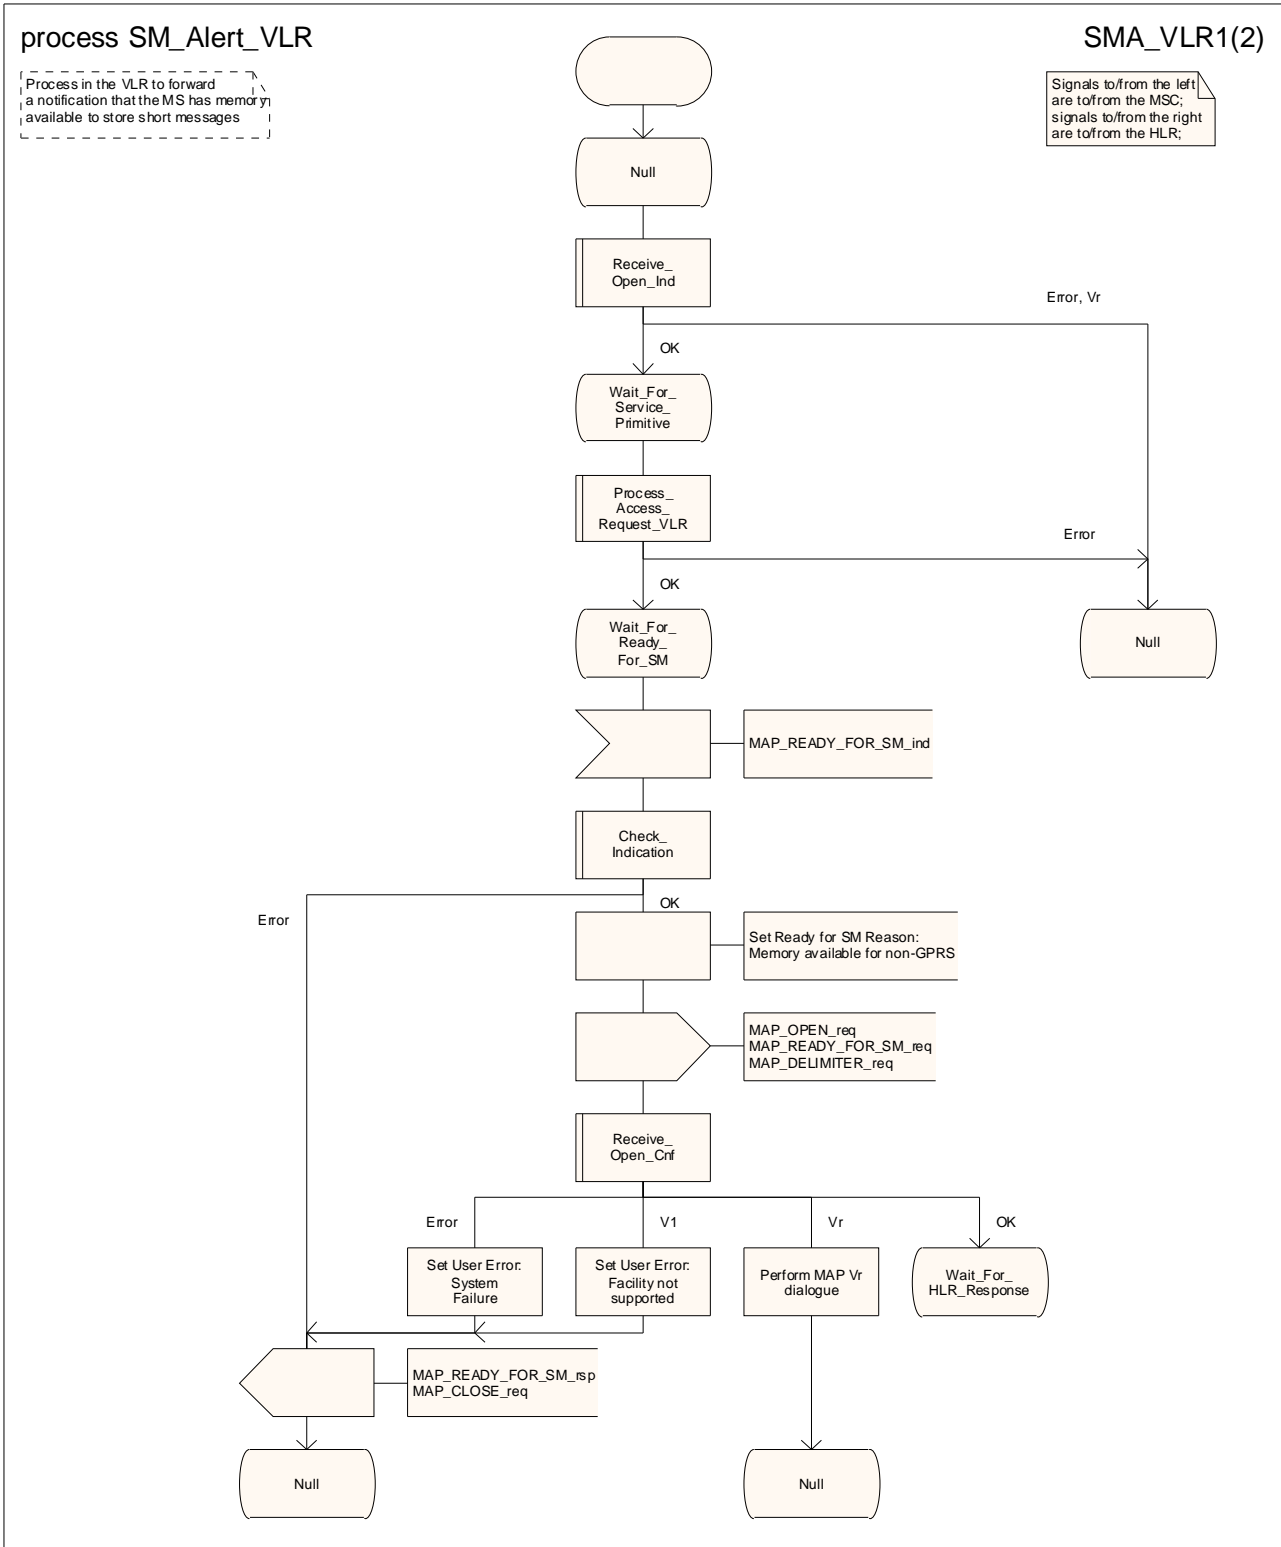 process SM_Alert_VLR
SMA_VLR1(2)
Process in the VLR to forward
a notification that the MS has memory
available to store short messages
Signals to/from the left
are to/from the MSC;
signals to/from the right
are to/from the HLR;
Null
Receive_
Open_Ind
Error, Vr
OK
Wait_For_
Service_
Primitive
Process_
Access_
Request_VLR
Error
OK
Wait_For_
Ready_
For_SM
Null
MAP_READY_FOR_SM_ind
Check_
Indication
Error
OK
Set Ready for SM Reason:
Memory available for non-GPRS
MAP_OPEN_req
MAP_READY_FOR_SM_req
MAP_DELIMITER_req
Receive_
Open_Cnf
Error
V1
Vr
OK
Set User Error:
System
Failure
Set User Error:
Facility not
supported
Perform MAP Vr
dialogue
Wait_For_
HLR_Response
MAP_READY_FOR_SM_rsp
MAP_CLOSE_req
Null
Null